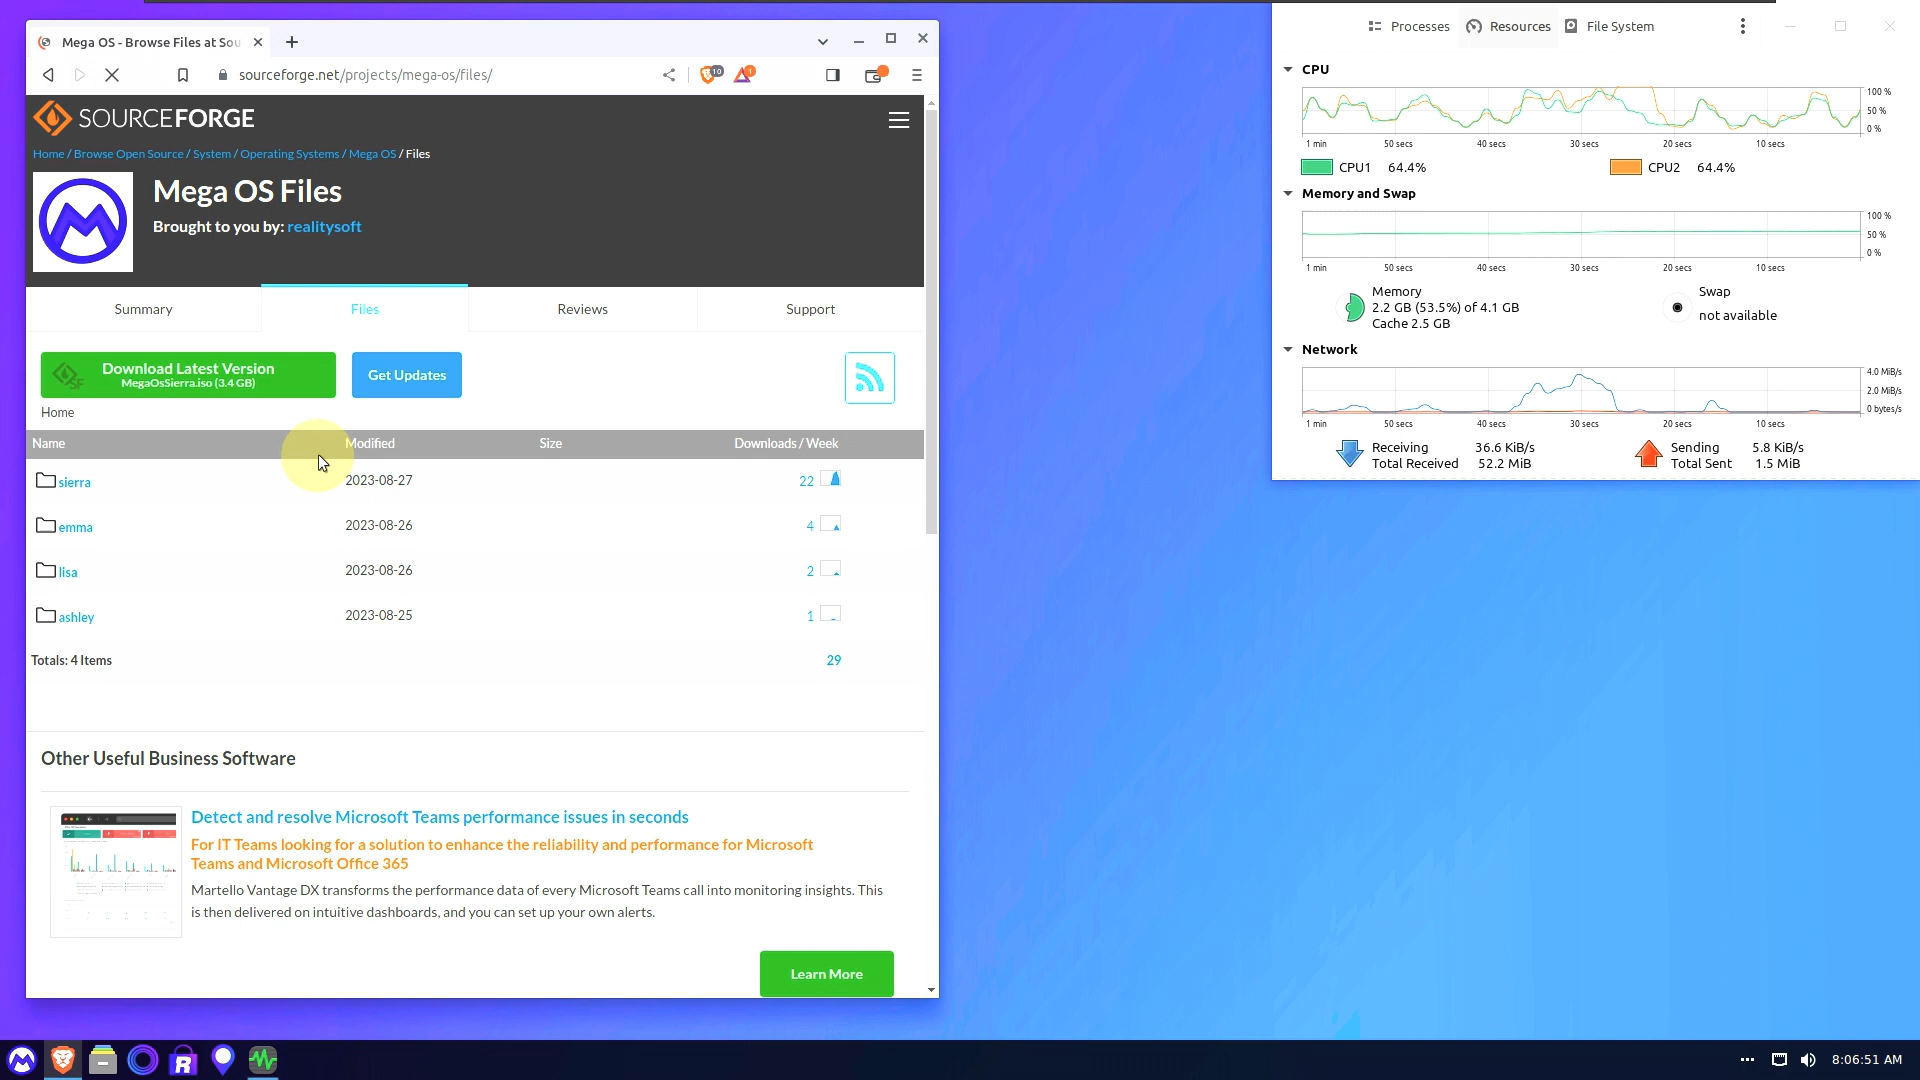 Mega OS - Browse Files at Sou
sourceforge.net/projects/mega-os/files/
10
1
SOURCEFORGE
Home / Browse Open Source / System / Operating Systems / Mega OS / Files
Mega OS Files
Brought to you by: realitysoft
Summary
Files
Reviews
Support
Download Latest Version
MegaOsSierra.iso (3.4 GB)
Get Updates
Home
Name Modified Size Downloads / Week
sierra 2023-08-27 22
emma 2023-08-26 4
lisa 2023-08-26 2
ashley 2023-08-25 1
Totals: 4 Items 29
Other Useful Business Software
Detect and resolve Microsoft Teams performance issues in seconds
For IT Teams looking for a solution to enhance the reliability and performance for Microsoft
Teams and Microsoft Office 365
Martello Vantage DX transforms the performance data of every Microsoft Teams call into monitoring insights. This
is then delivered on intuitive dashboards, and you can set up your own alerts.
Learn More
Processes Resources File System
CPU
100 %
50 %
0 %
1 min 50 secs 40 secs 30 secs 20 secs 10 secs
CPU1 64.4% CPU2 64.4%
Memory and Swap
100 %
50 %
0 %
1 min 50 secs 40 secs 30 secs 20 secs 10 secs
Memory
2.2 GB (53.5%) of 4.1 GB
Cache 2.5 GB
Swap
not available
Network
4.0 MiB/s
2.0 MiB/s
0 bytes/s
1 min 50 secs 40 secs 30 secs 20 secs 10 secs
Receiving 36.6 KiB/s
Total Received 52.2 MiB
Sending 5.8 KiB/s
Total Sent 1.5 MiB
8:06:51 AM